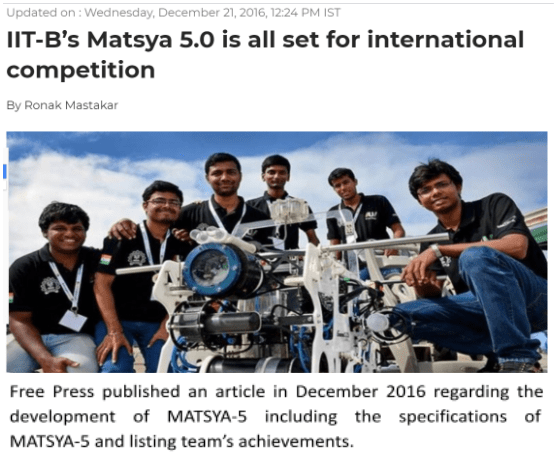 Updated on : Wednesday, December 21, 2016, 12:24 PM IST
IIT-B’s Matsya 5.0 is all set for international
competition
By Ronak Mastakar
Free Press published an article in December 2016 regarding the
development of MATSYA-5 including the specifications of
MATSYA-5 and listing team’s achievements.